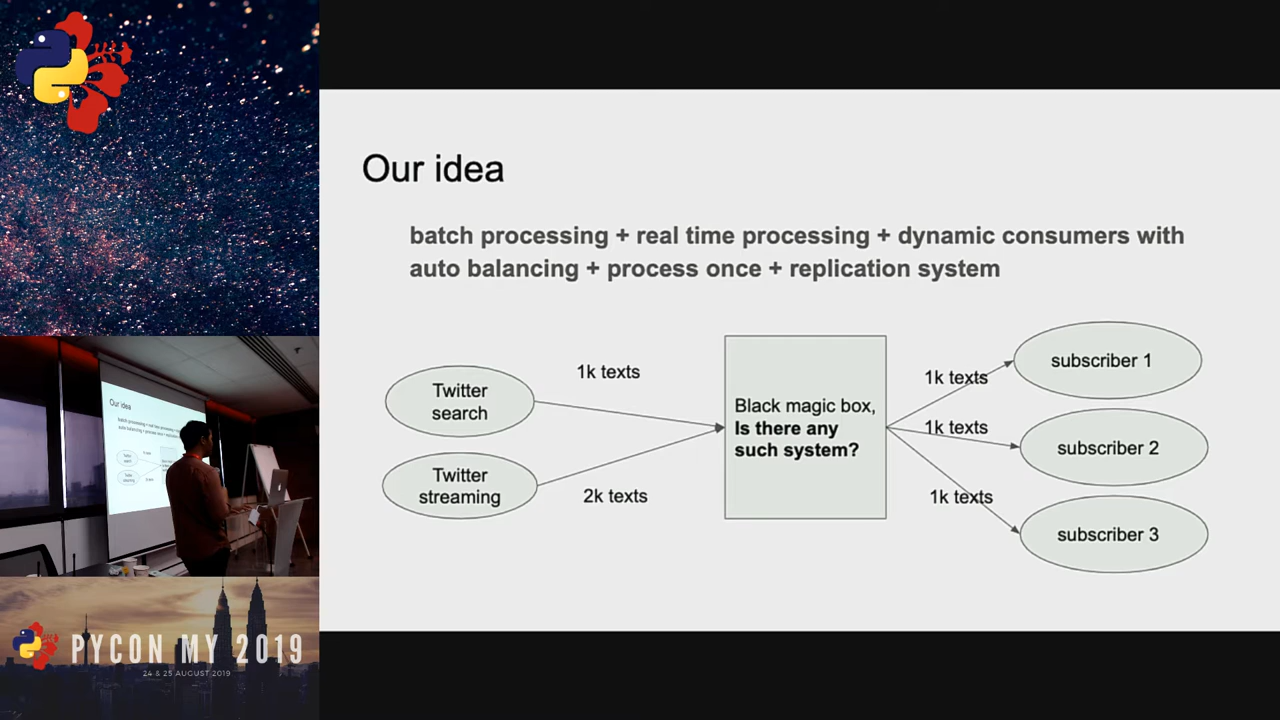 Our idea
batch processing + real time processing + dynamic consumers with
auto balancing + process once + replication system
Twitter
search
1k texts
Twitter
streaming
2k texts
Black magic box,
Is there any
such system?
1k texts
subscriber 1
1k texts
subscriber 2
1k texts
subscriber 3
Our idea
PYCON MY 2019
24 & 25 AUGUST 2019